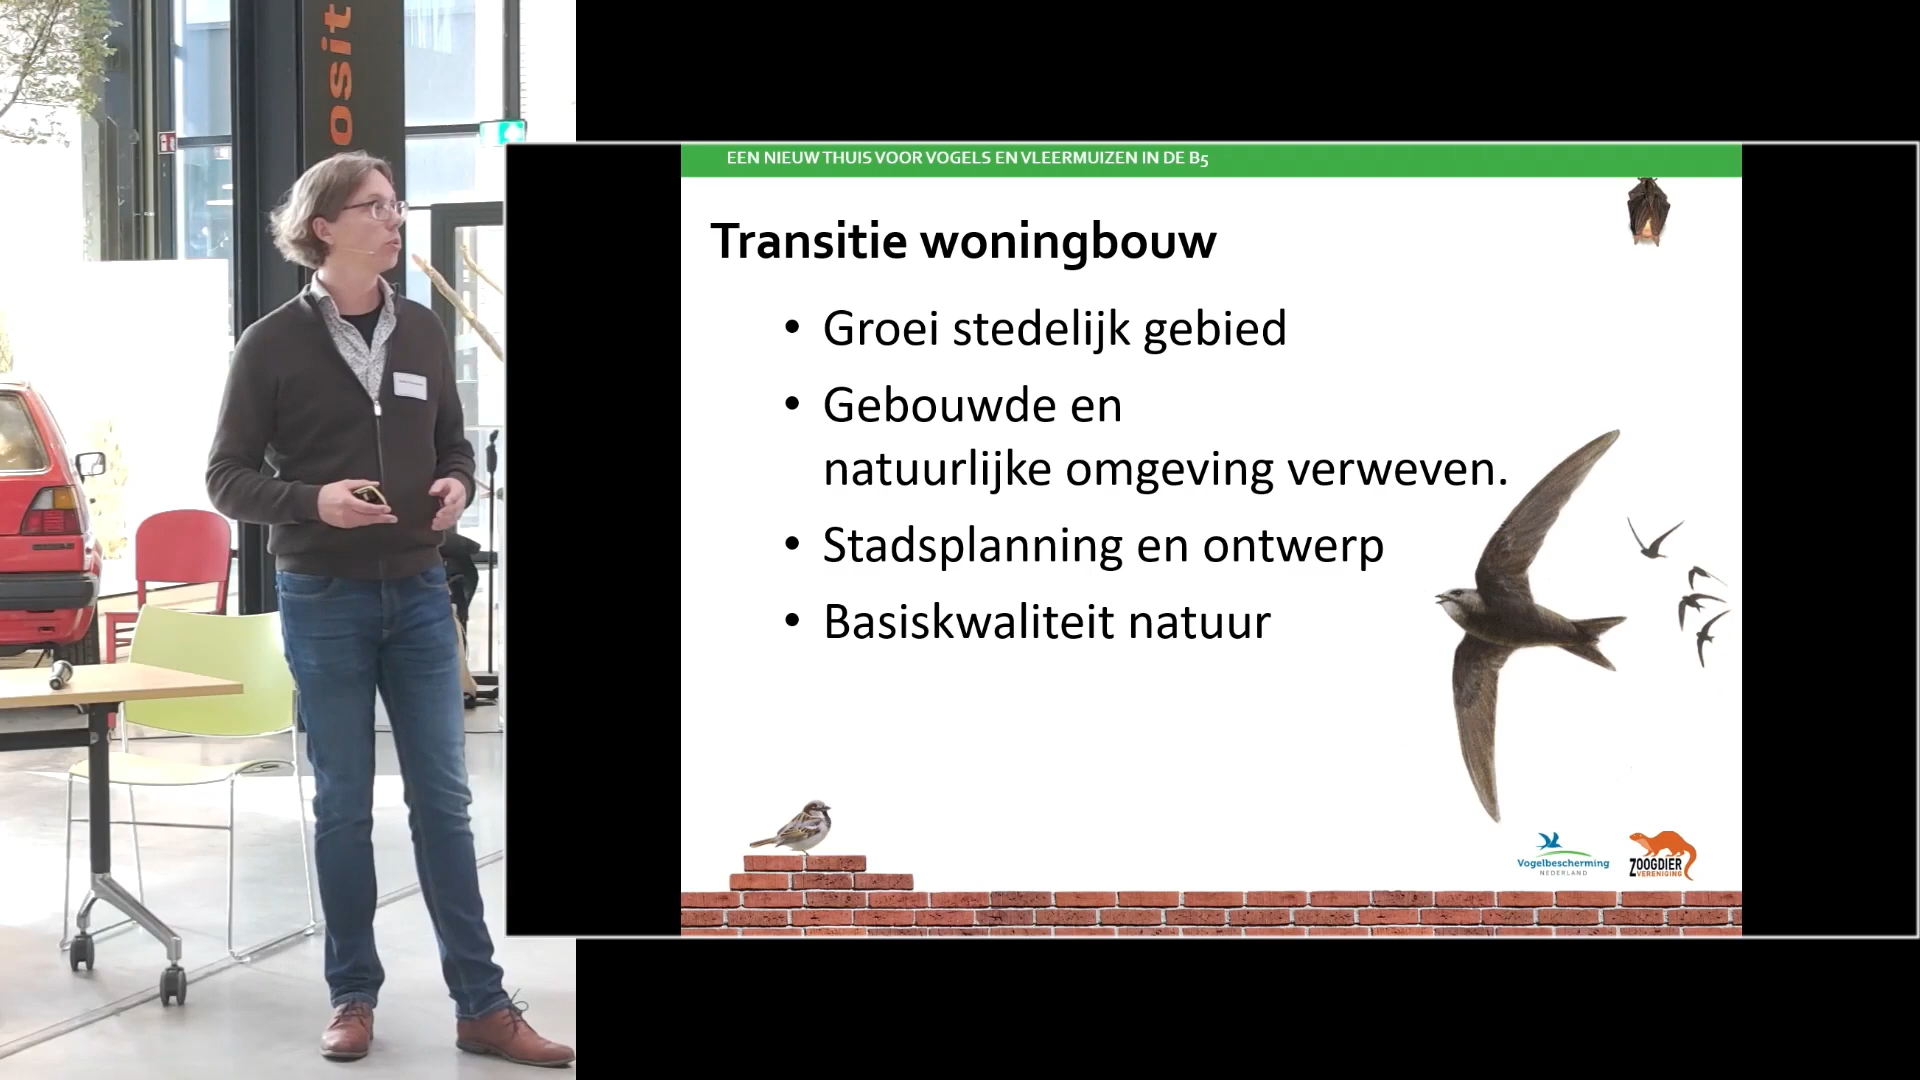 osit
EEN NIEUW THUIS VOOR VOGELS EN VLEERMUIZEN IN DE B5
Transitie woningbouw
• Groei stedelijk gebied
• Gebouwde en
natuurlijke omgeving verweven.
• Stadsplanning en ontwerp
• Basiskwaliteit natuur
Vogelbescherming
NEDERLAND
ZOOGDIER
VERENIGING